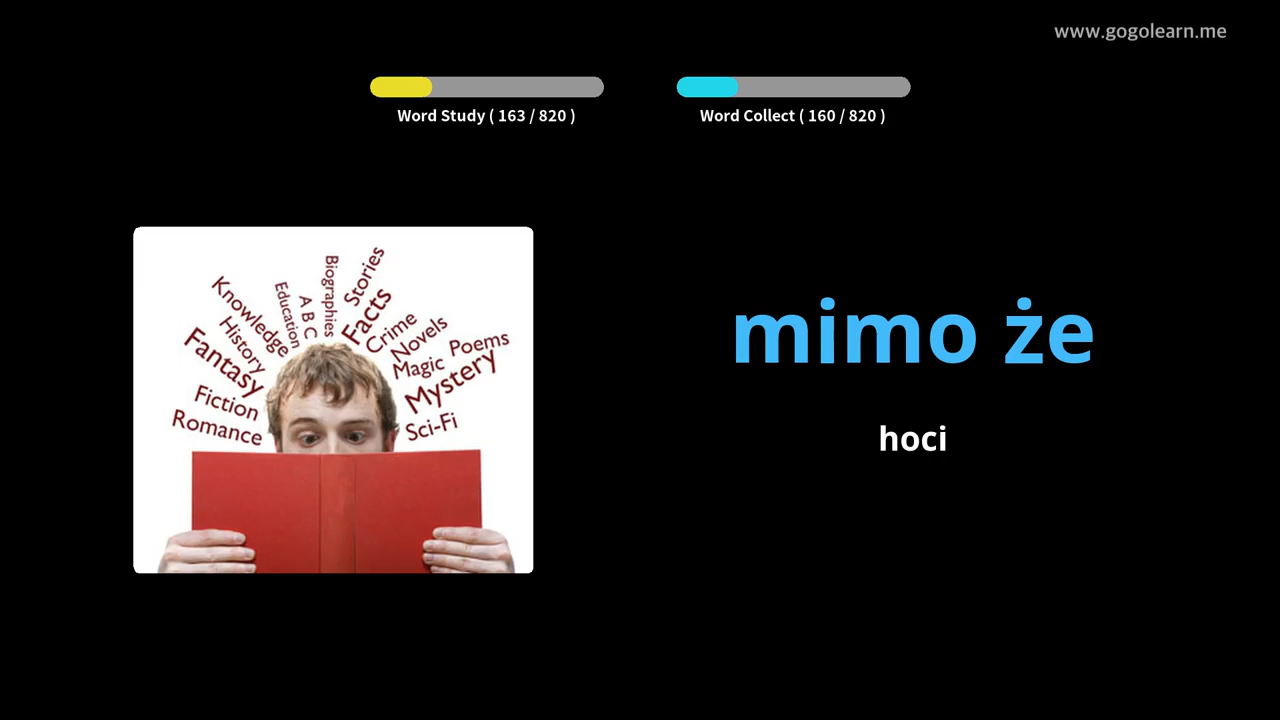 www.gogolearn.me
Word Study ( 163 / 820 )
Word Collect ( 160 / 820 )
mimo że
hoci
Stories
Biographies
Facts
Education
A B C
Knowledge
Crime
Novels
History
Poems
Fantasy
Magic
Mystery
Fiction
Romance
Sci-Fi